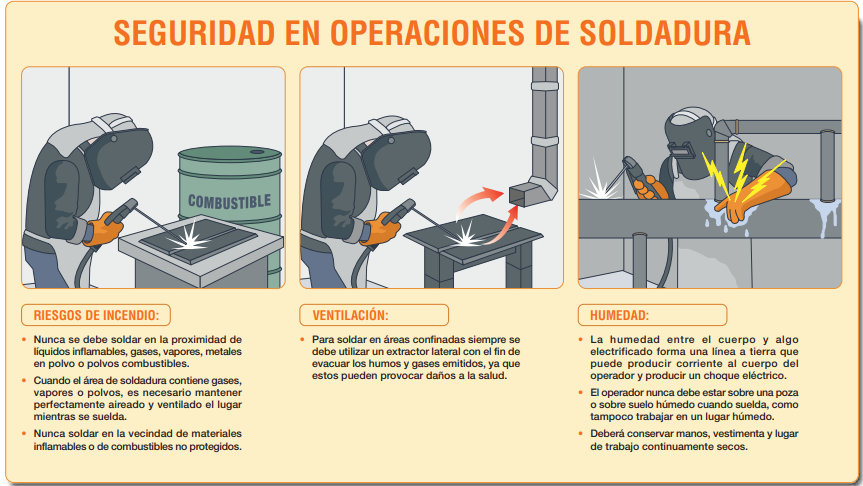 SEGURIDAD EN OPERACIONES DE SOLDADURA
COMBUSTIBLE
RIESGOS DE INCENDIO:
• Nunca se debe soldar en la proximidad de
líquidos inflamables, gases, vapores, metales
en polvo o polvos combustibles.
• Cuando el área de soldadura contiene gases,
vapores o polvos, es necesario mantener
perfectamente aireado y ventilado el lugar
mientras se suelda.
• Nunca soldar en la vecindad de materiales
inflamables o de combustibles no protegidos.
VENTILACIÓN:
• Para soldar en áreas confinadas siempre se
debe utilizar un extractor lateral con el fin de
evacuar los humos y gases emitidos, ya que
estos pueden provocar daños a la salud.
HUMEDAD:
• La humedad entre el cuerpo y algo
electrificado forma una línea a tierra que
puede producir corriente al cuerpo del
operador y producir un choque eléctrico.
• El operador nunca debe estar sobre una poza
o sobre suelo húmedo cuando suelda, como
tampoco trabajar en un lugar húmedo.
• Deberá conservar manos, vestimenta y lugar
de trabajo continuamente secos.